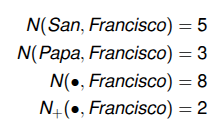 N(San, Francisco) = 5
N(Papa, Francisco) = 3
N(•, Francisco) = 8
N₊(•, Francisco) = 2